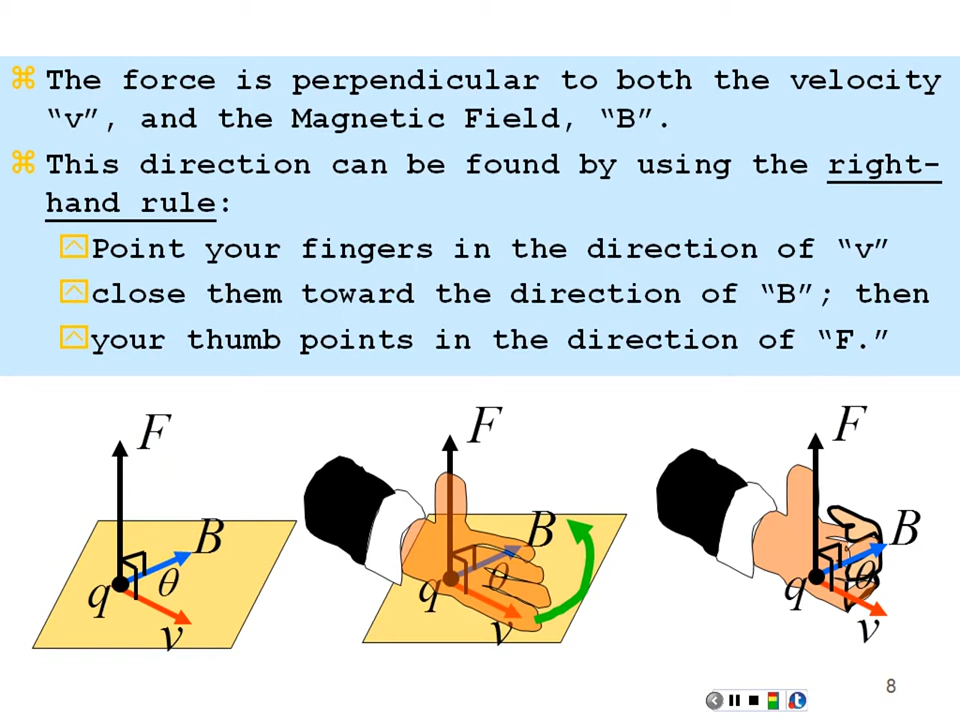 The force is perpendicular to both the velocity
“v”, and the Magnetic Field, “B”.
This direction can be found by using the right-
hand rule:
Point your fingers in the direction of “v”
close them toward the direction of “B”; then
your thumb points in the direction of “F.”
F
F
F
B
B
B
θ
θ
θ
q
q
q
v
v
v
8